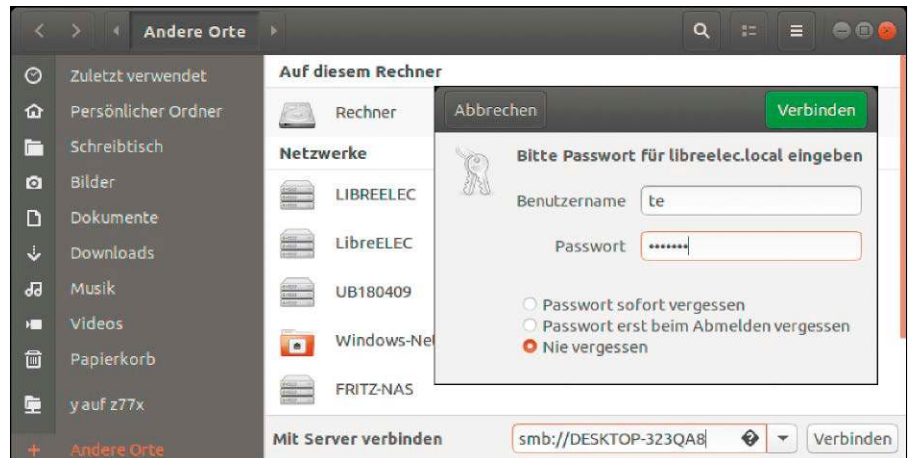 Andere Orte
Zuletzt verwendet
Persönlicher Ordner
Schreibtisch
Bilder
Dokumente
Downloads
Musik
Videos
Papierkorb
y auf z77x
Andere Orte
Auf diesem Rechner
Rechner
Netzwerke
LIBREELEC
LibreELEC
UB180409
Windows-Ne
FRITZ-NAS
Mit Server verbinden
smb://DESKTOP-323QA8
Verbinden
Abbrechen
Verbinden
Bitte Passwort für libreelec.local eingeben
Benutzername te
Passwort •••••••
Passwort sofort vergessen
Passwort erst beim Abmelden vergessen
Nie vergessen